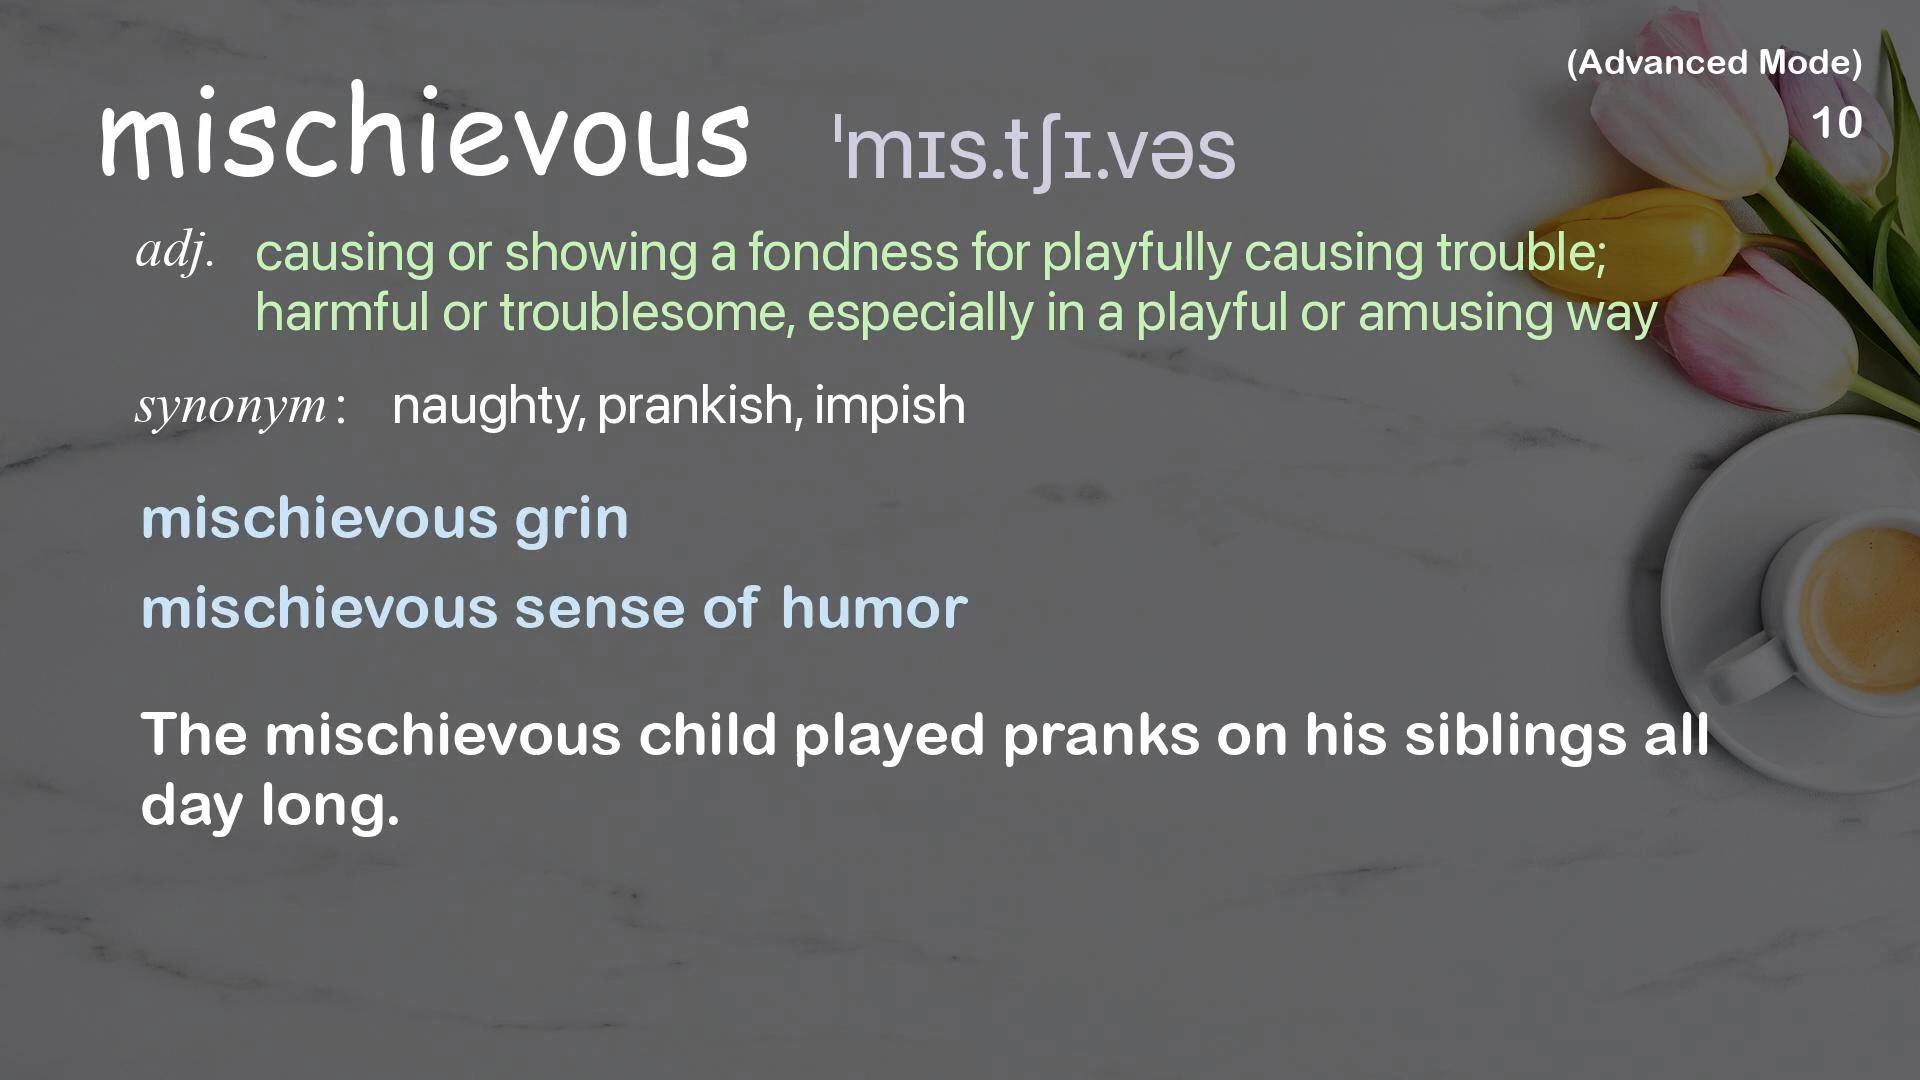 (Advanced Mode)
10
mischievous ˈmɪs.tʃɪ.vəs
adj. causing or showing a fondness for playfully causing trouble;
harmful or troublesome, especially in a playful or amusing way
synonym: naughty, prankish, impish
mischievous grin
mischievous sense of humor
The mischievous child played pranks on his siblings all
day long.